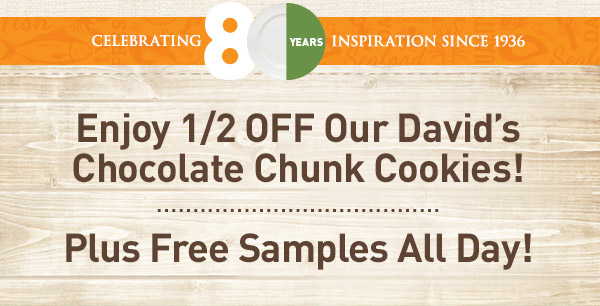 CELEBRATING 80 YEARS INSPIRATION SINCE 1936
Enjoy 1/2 OFF Our David's
Chocolate Chunk Cookies!
Plus Free Samples All Day!